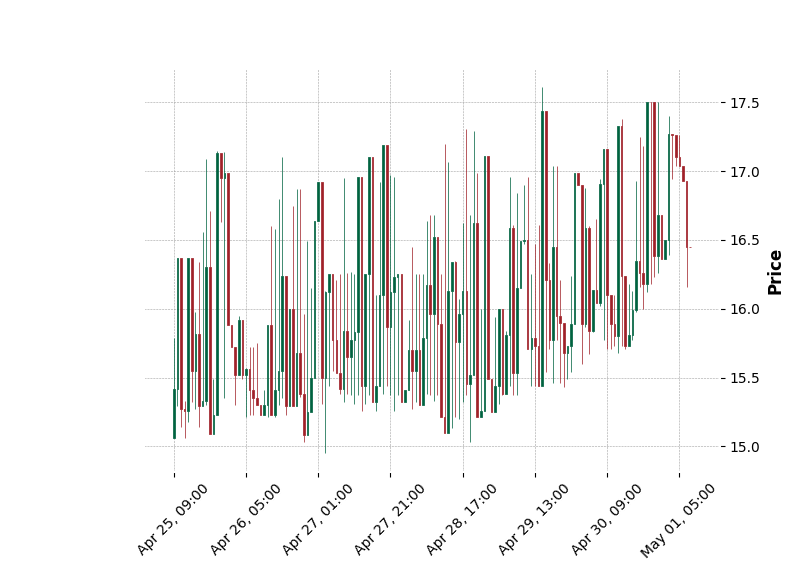 17.5
17.0
16.5
16.0
15.5
15.0
Price
Apr 25, 09:00
Apr 26, 05:00
Apr 27, 01:00
Apr 27, 21:00
Apr 28, 17:00
Apr 29, 13:00
Apr 30, 09:00
May 01, 05:00